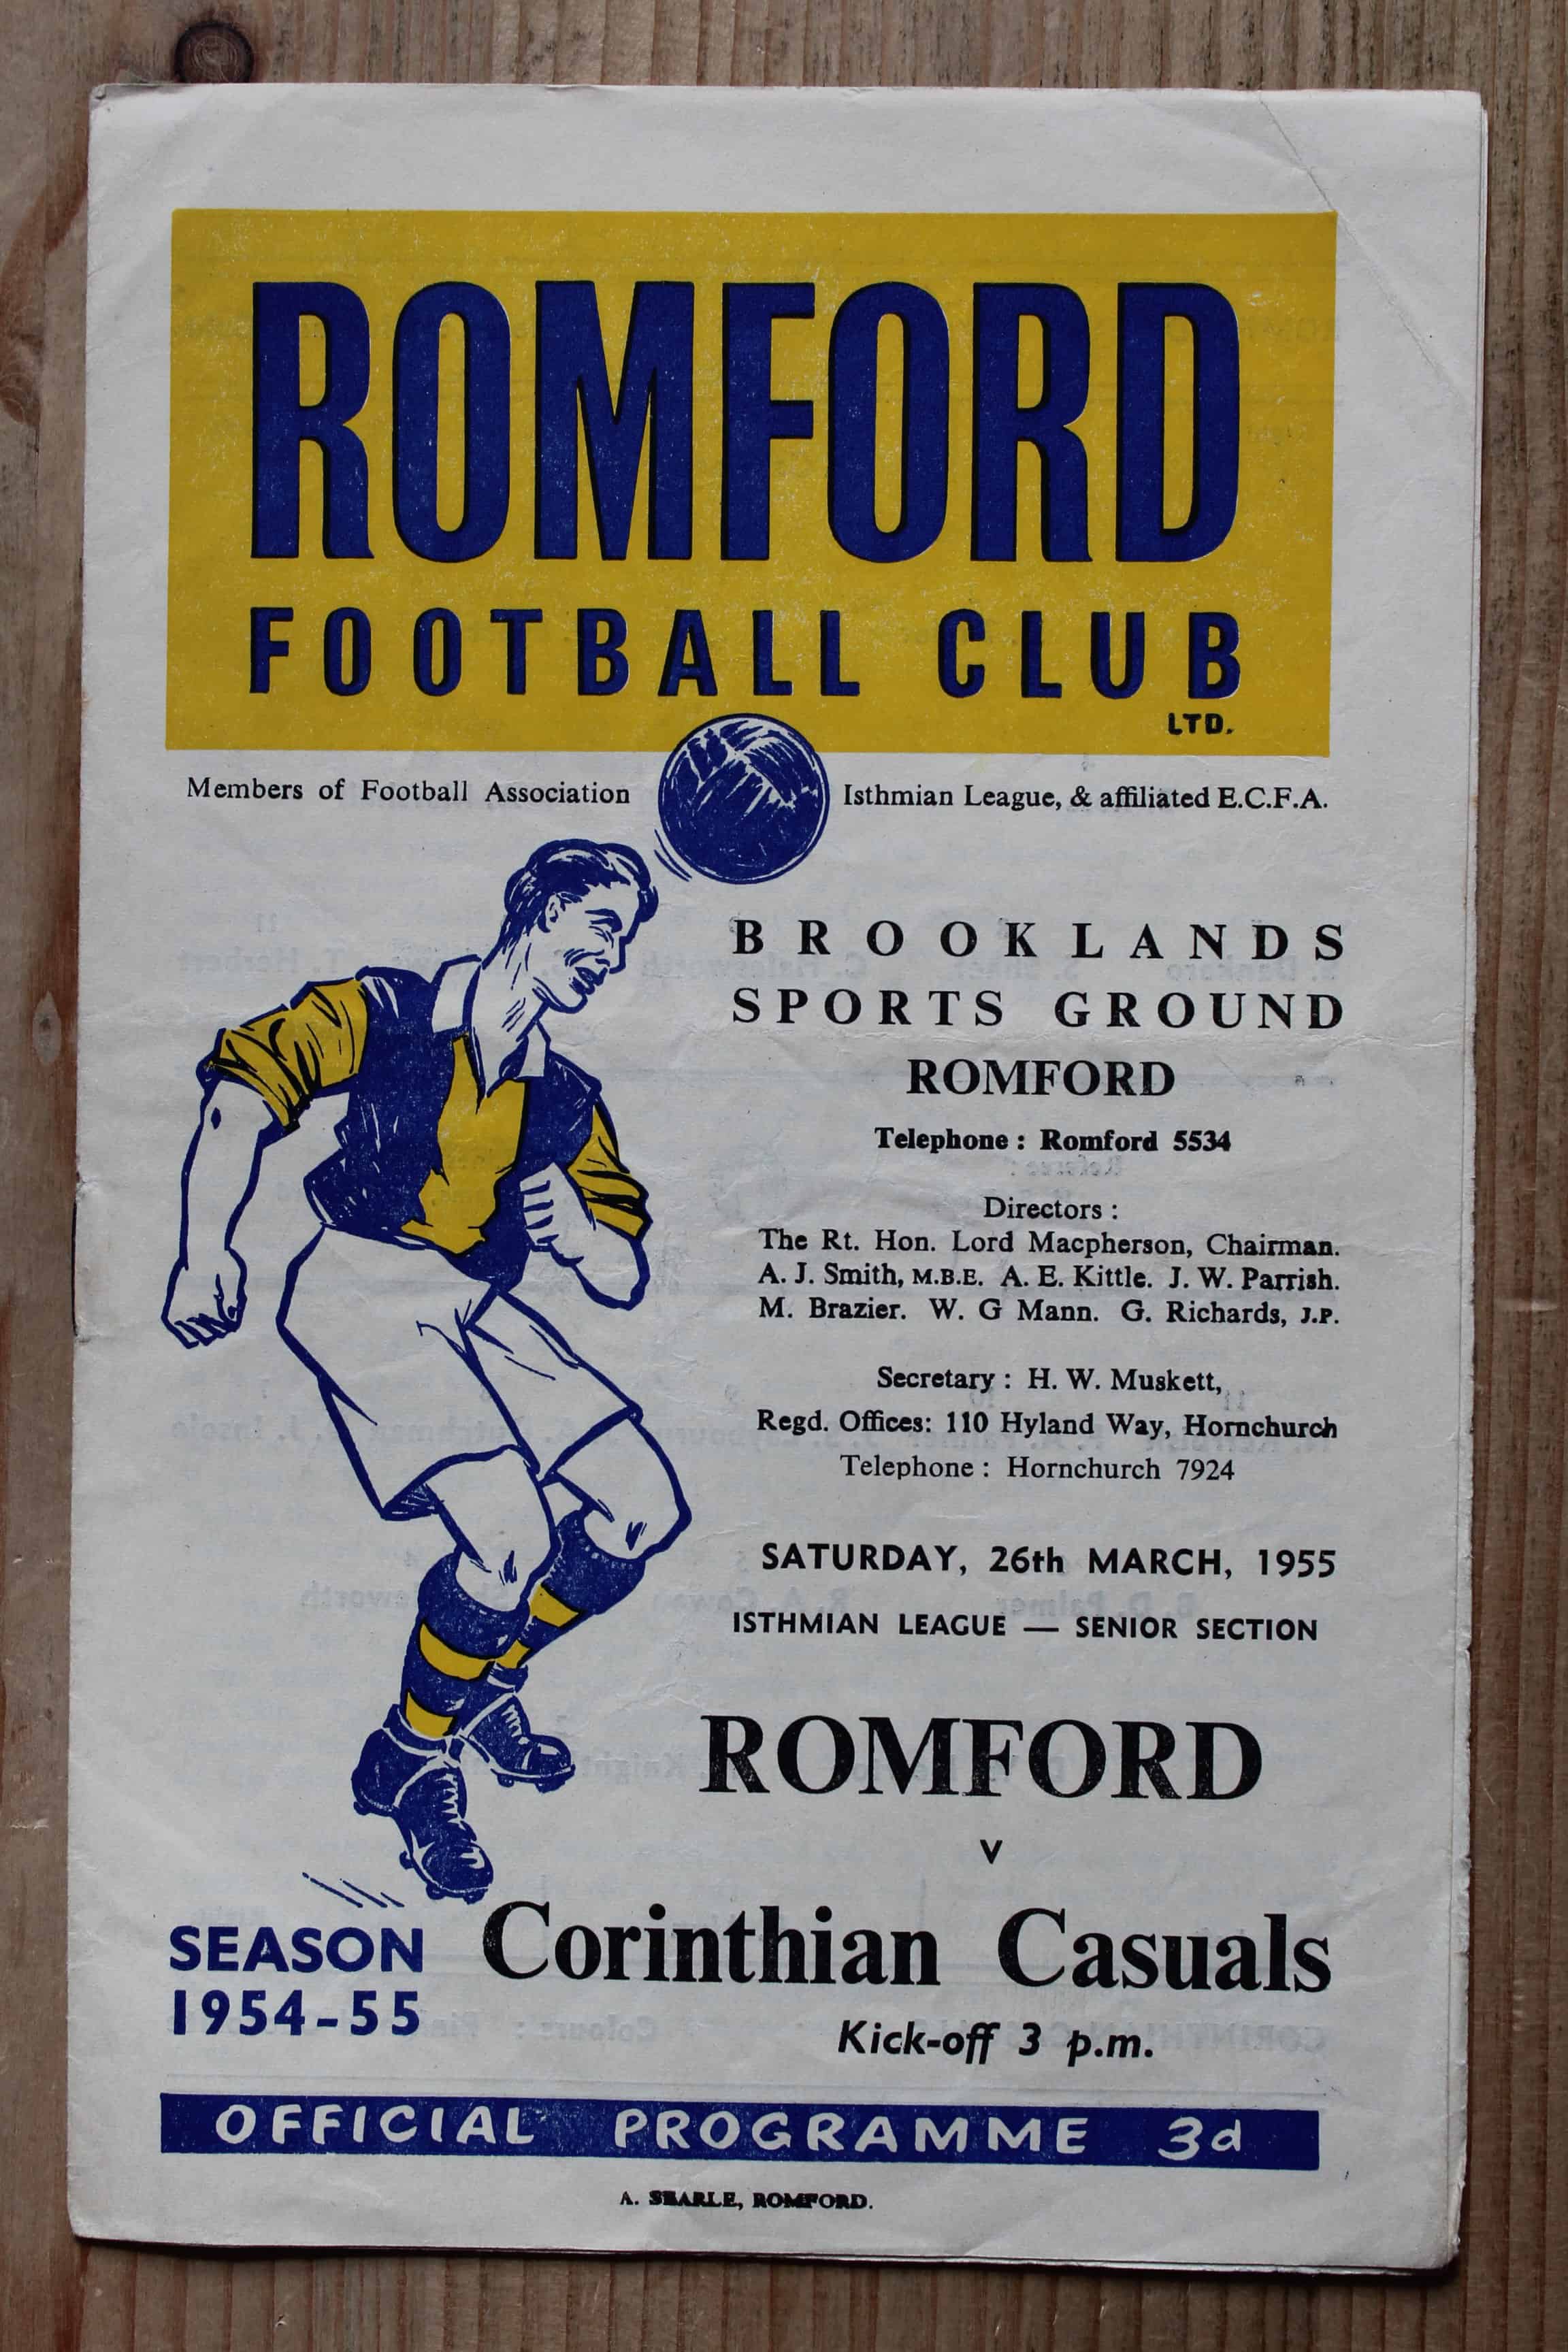 ROMFORD
FOOTBALL CLUB
LTD.
Members of Football Association
Isthmian League, & affiliated E.C.F.A.
BROOKLANDS
SPORTS GROUND
ROMFORD
Telephone : Romford 5534
Directors :
The Rt. Hon. Lord Macpherson, Chairman.
A. J. Smith, M.B.E. A. E. Kittle. J. W. Parrish.
M. Brazier. W. G Mann. G. Richards, J.P.
Secretary : H. W. Muskett,
Regd. Offices: 110 Hyland Way, Hornchurch
Telephone : Hornchurch 7924
SATURDAY, 26th MARCH, 1955
ISTHMIAN LEAGUE — SENIOR SECTION
ROMFORD
v
Corinthian Casuals
Kick-off 3 p.m.
SEASON
1954-55
OFFICIAL PROGRAMME 3d
A. SEARLE, ROMFORD.